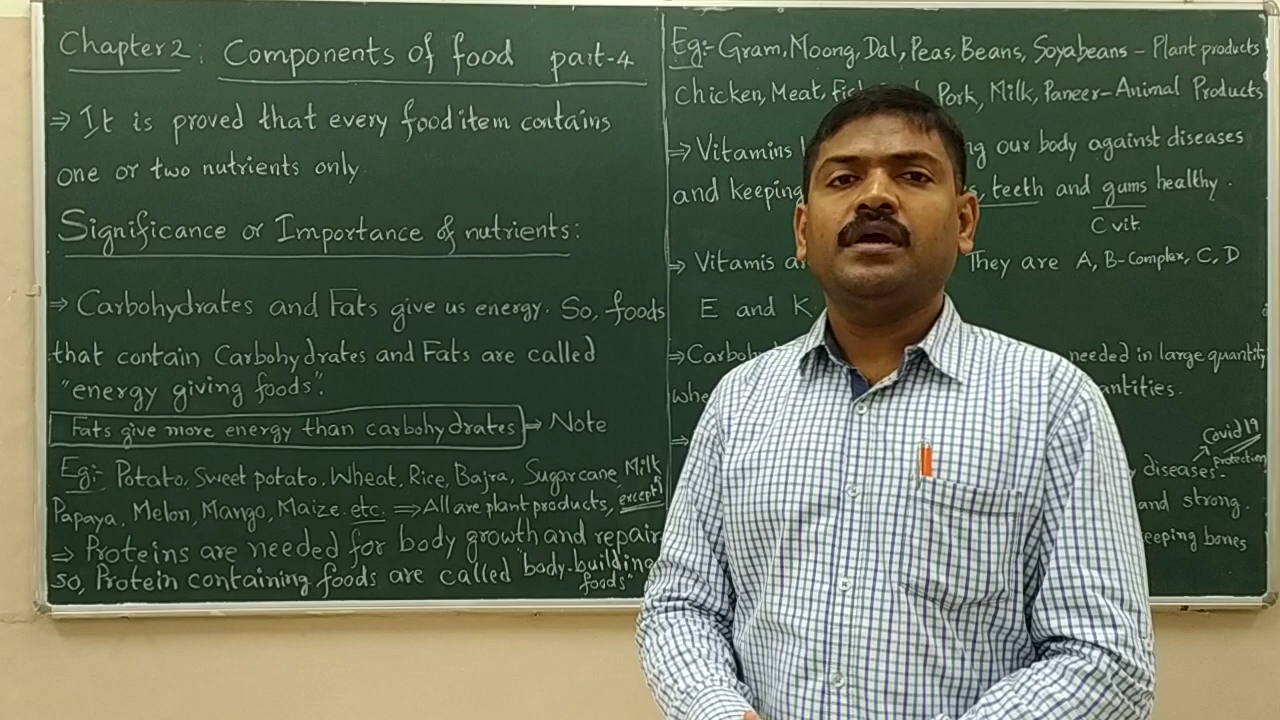 Chapter 2: Components of food part-4
⇒ It is proved that every food item contains
one or two nutrients only
Significance or Importance of nutrients:
⇒ Carbohydrates and Fats give us energy. So, foods
that contain Carbohydrates and Fats are called
"energy giving foods".
Fats give more energy than carbohydrates ⇒ Note
Eg:- Potato, Sweet potato, Wheat, Rice, Bajra, Sugarcane, Milk
Papaya, Melon, Mango, Maize etc. ⇒ All are plant products, except
⇒ Proteins are needed for body growth and repair
so, Protein containing foods are called "body-building
foods"
Eg:- Gram, Moong, Dal, Peas, Beans, Soyabeans - Plant products
Chicken, Meat, Pork, Milk, Paneer - Animal Products
⇒ Vitamins our body against diseases
and keeping teeth and gums healthy.
C vit.
⇒ Vitamis They are A, B-Complex, C, D
E and K
needed in large quantity
⇒
Covid 19
protection
diseases.
and strong.
bones